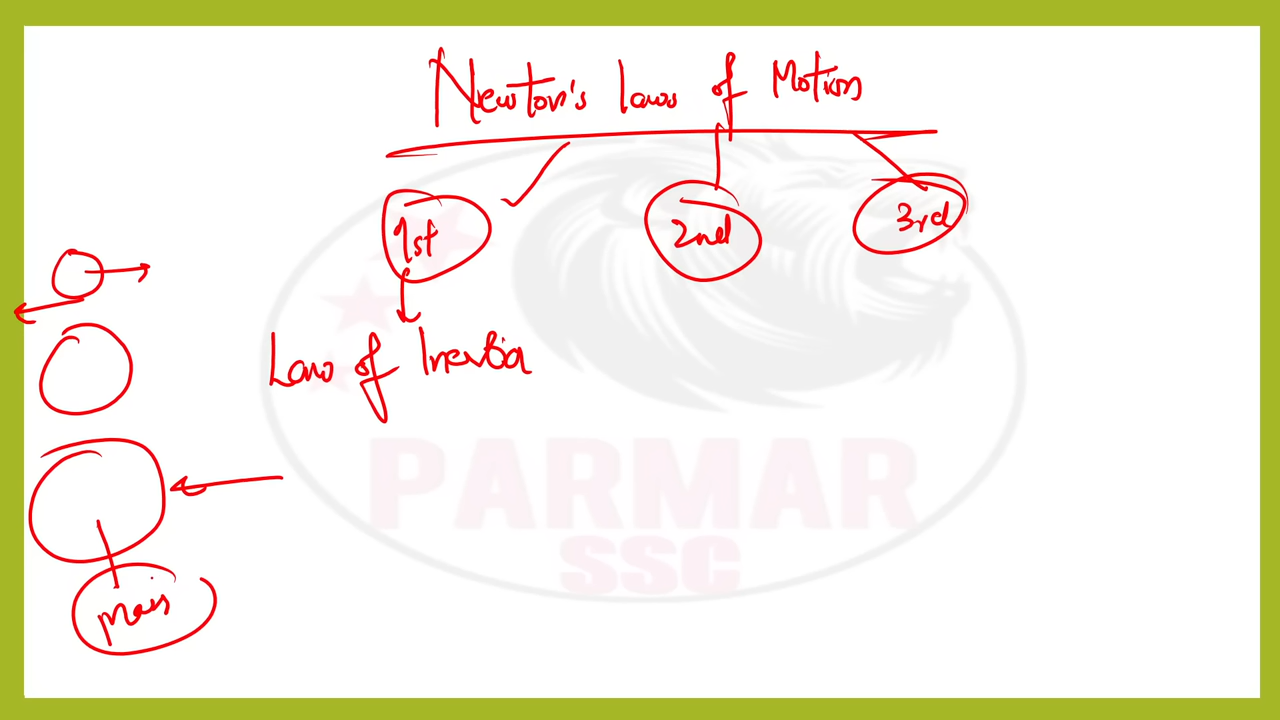 Newton's Laws of Motion
1st 2nd 3rd
Law of Inertia
Mass
PARMAR
SSC